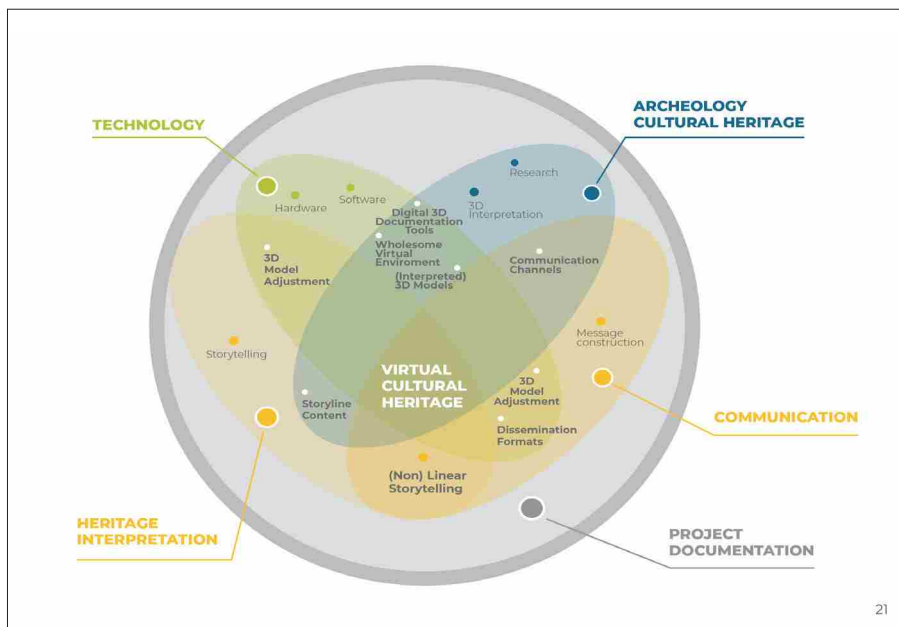 TECHNOLOGY
ARCHEOLOGY
CULTURAL HERITAGE
Research
Hardware
Software
3D
Interpretation
Digital 3D
Documentation
Tools
Wholesome
Virtual
Enviroment
(Interpreted)
3D Models
3D
Model
Adjustment
Communication
Channels
Storytelling
Message
construction
VIRTUAL
CULTURAL
HERITAGE
3D
Model
Adjustment
Storyline
Content
Dissemination
Formats
COMMUNICATION
(Non) Linear
Storytelling
HERITAGE
INTERPRETATION
PROJECT
DOCUMENTATION
21